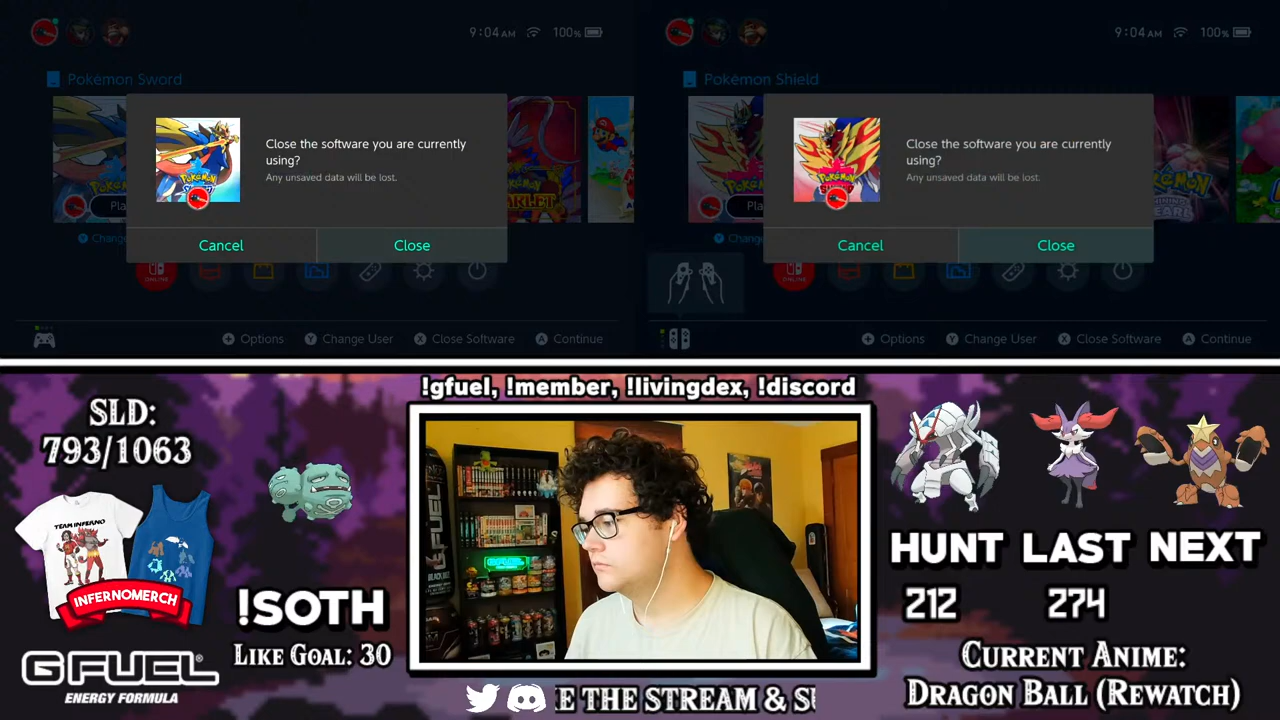 9:04 AM 100%
Pokémon Sword
Close the software you are currently
using?
Any unsaved data will be lost.
Cancel Close
Options Change User Close Software Continue
9:04 AM 100%
Pokémon Shield
Close the software you are currently
using?
Any unsaved data will be lost.
Cancel Close
Options Change User Close Software Continue
!gfuel, !member, !livingdex, !discord
SLD:
793/1063
TEAM INFERNO
INFERNOMERCH
!SOTH
LIKE GOAL: 30
G FUEL®
ENERGY FORMULA
E THE STREAM & S
HUNT LAST NEXT
212 274
CURRENT ANIME:
DRAGON BALL (REWATCH)